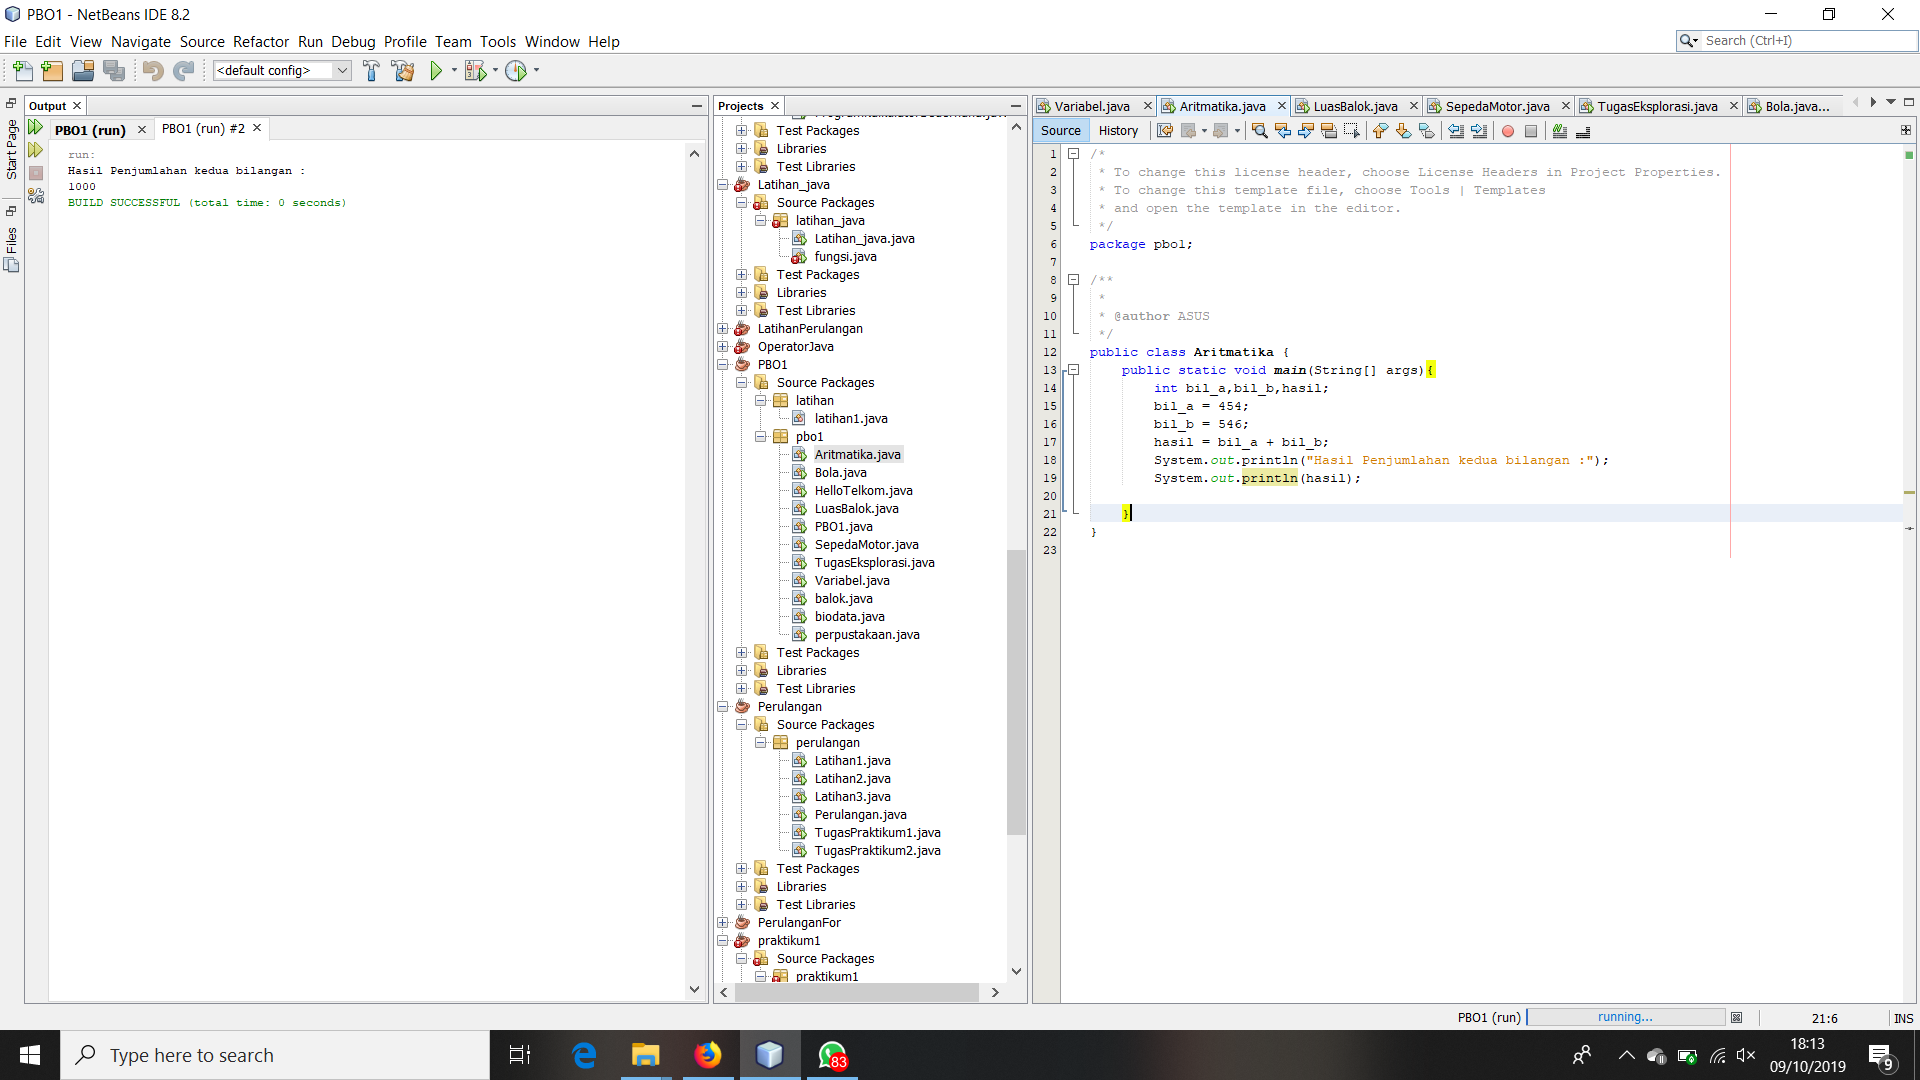 PBO1 - NetBeans IDE 8.2
File Edit View Navigate Source Refactor Run Debug Profile Team Tools Window Help
Search (Ctrl+I)
<default config>
Start Page
Files
Output
PBO1 (run)
PBO1 (run) #2
run:
Hasil Penjumlahan kedua bilangan :
1000
BUILD SUCCESSFUL (total time: 0 seconds)
Projects
Test Packages
Libraries
Test Libraries
Latihan_java
Source Packages
latihan_java
Latihan_java.java
fungsi.java
Test Packages
Libraries
Test Libraries
LatihanPerulangan
OperatorJava
PBO1
Source Packages
latihan
latihan1.java
pbo1
Aritmatika.java
Bola.java
HelloTelkom.java
LuasBalok.java
PBO1.java
SepedaMotor.java
TugasEksplorasi.java
Variabel.java
balok.java
biodata.java
perpustakaan.java
Test Packages
Libraries
Test Libraries
Perulangan
Source Packages
perulangan
Latihan1.java
Latihan2.java
Latihan3.java
Perulangan.java
TugasPraktikum1.java
TugasPraktikum2.java
Test Packages
Libraries
Test Libraries
PerulanganFor
praktikum1
Source Packages
praktikum1
Variabel.java Aritmatika.java LuasBalok.java SepedaMotor.java TugasEksplorasi.java Bola.java...
Source History
1 /*
2 * To change this license header, choose License Headers in Project Properties.
3 * To change this template file, choose Tools | Templates
4 * and open the template in the editor.
5 */
6 package pbo1;
7
8 /**
9 *
10 * @author ASUS
11 */
12 public class Aritmatika {
13 public static void main(String[] args){
14 int bil_a,bil_b,hasil;
15 bil_a = 454;
16 bil_b = 546;
17 hasil = bil_a + bil_b;
18 System.out.println("Hasil Penjumlahan kedua bilangan :");
19 System.out.println(hasil);
20
21 }
22 }
23
PBO1 (run) running... 21:6 INS
Type here to search
83
18:13
09/10/2019
9